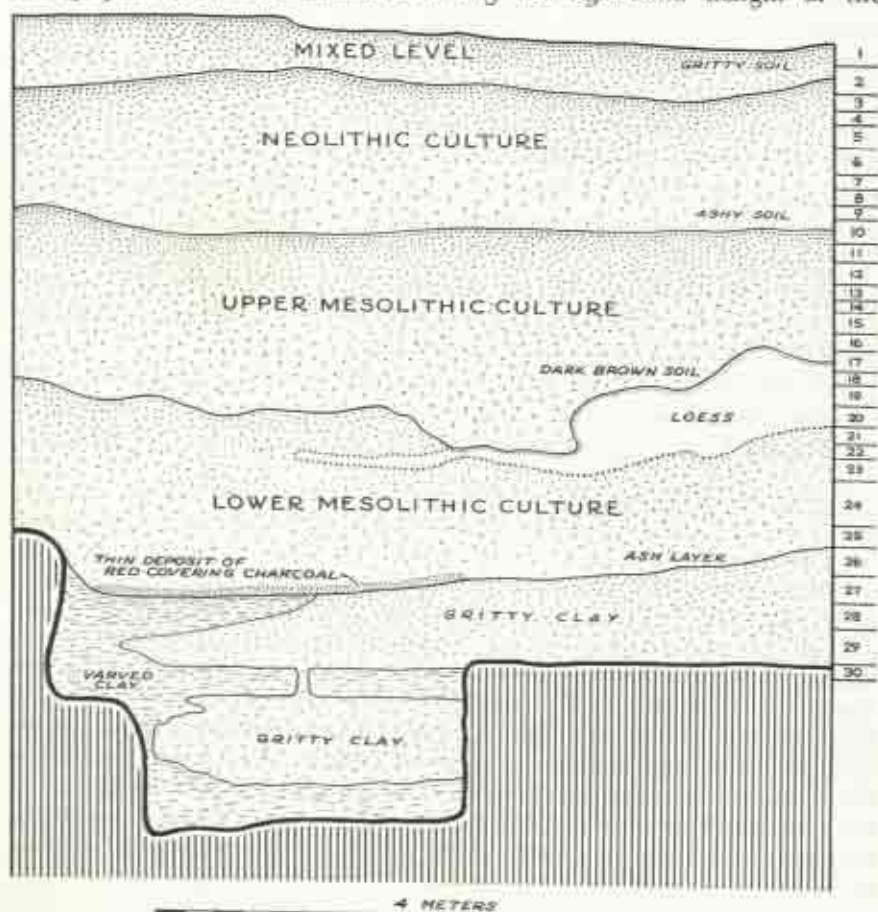 MIXED LEVEL
GRITTY SOIL
NEOLITHIC CULTURE
ASHY SOIL
UPPER MESOLITHIC CULTURE
DARK BROWN SOIL
LOESS
LOWER MESOLITHIC CULTURE
THIN DEPOSIT OF
RED COVERING CHARCOAL
ASH LAYER
GRITTY CLAY
VARVED
CLAY
GRITTY CLAY
1
2
3
4
5
6
7
8
9
10
11
12
13
14
15
16
17
18
19
20
21
22
23
24
25
26
27
28
29
30
4 METERS